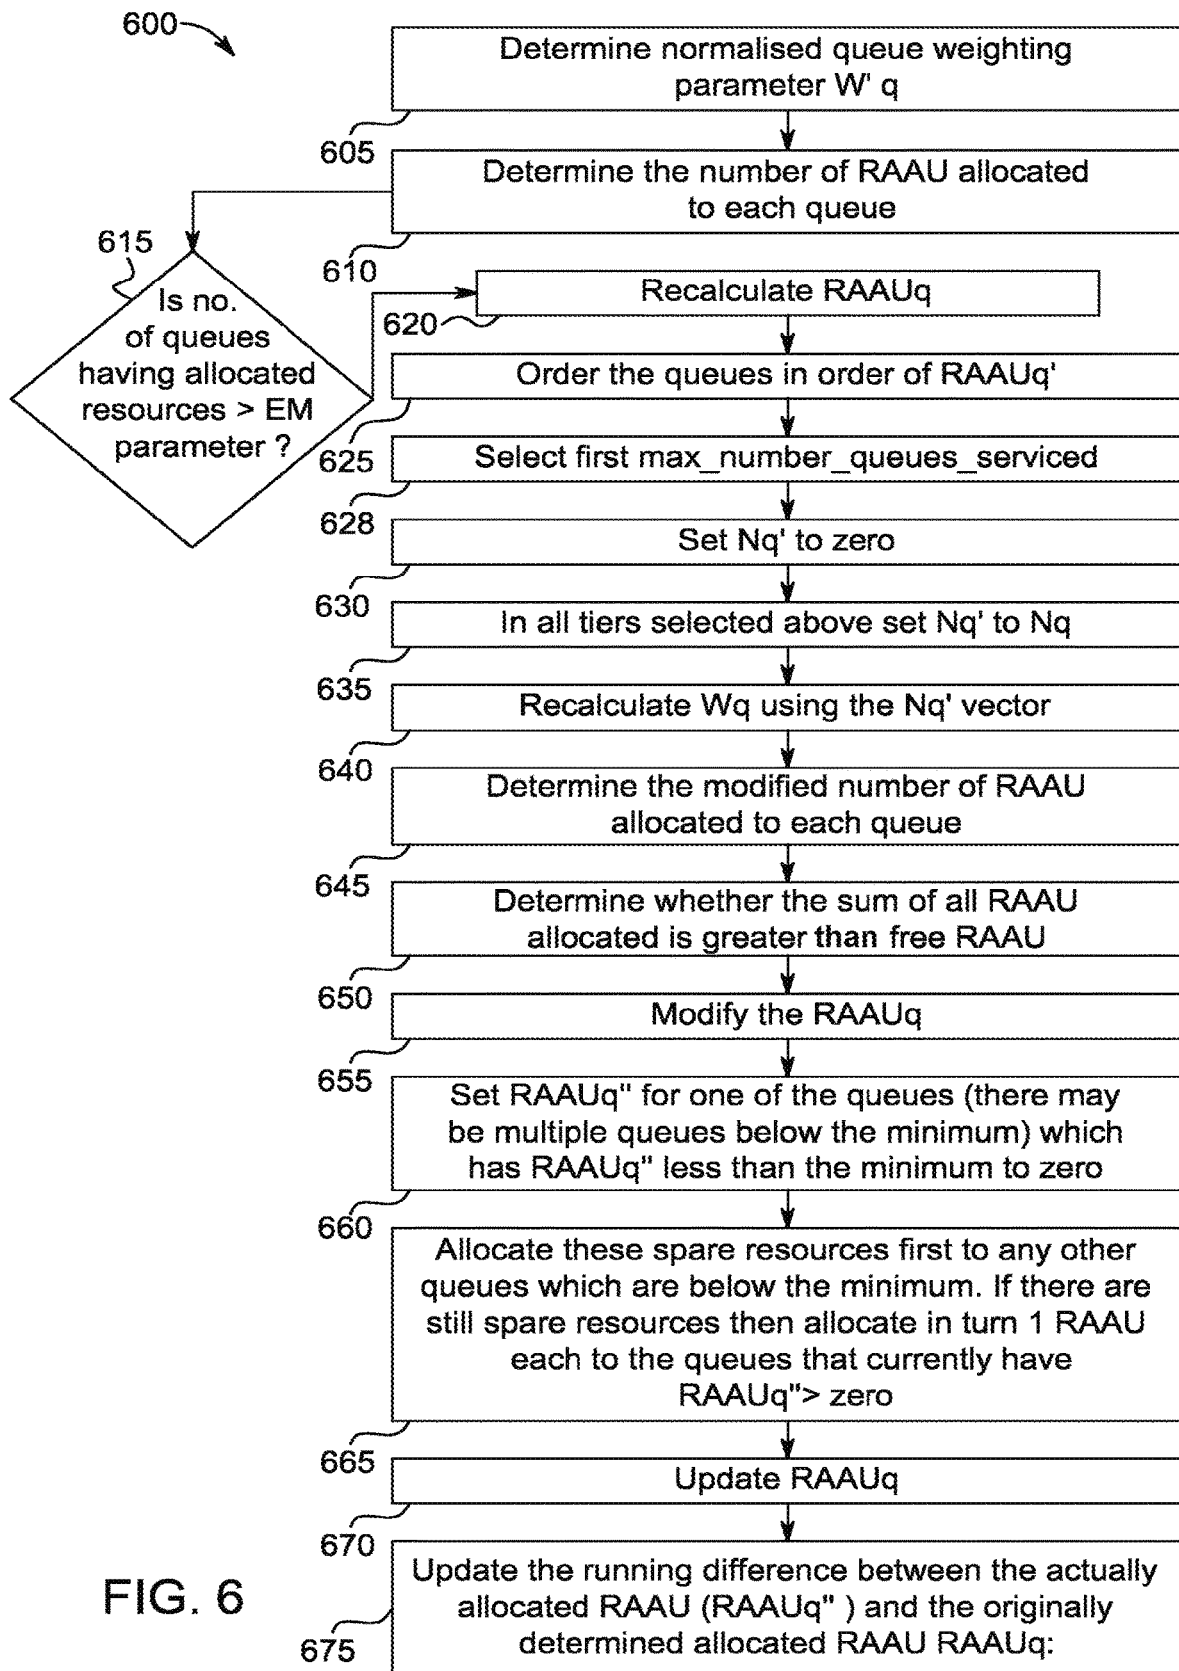 600
Determine normalised queue weighting
parameter W' q
605
Determine the number of RAAU allocated
to each queue
610
615
Is no.
of queues
having allocated
resources > EM
parameter ?
Recalculate RAAUq
620
Order the queues in order of RAAUq'
625
Select first max_number_queues_serviced
628
Set Nq' to zero
630
In all tiers selected above set Nq' to Nq
635
Recalculate Wq using the Nq' vector
640
Determine the modified number of RAAU
allocated to each queue
645
Determine whether the sum of all RAAU
allocated is greater than free RAAU
650
Modify the RAAUq
655
Set RAAUq" for one of the queues (there may
be multiple queues below the minimum) which
has RAAUq" less than the minimum to zero
660
Allocate these spare resources first to any other
queues which are below the minimum. If there are
still spare resources then allocate in turn 1 RAAU
each to the queues that currently have
RAAUq"> zero
665
Update RAAUq
670
Update the running difference between the actually
allocated RAAU (RAAUq" ) and the originally
determined allocated RAAU RAAUq:
675
FIG. 6